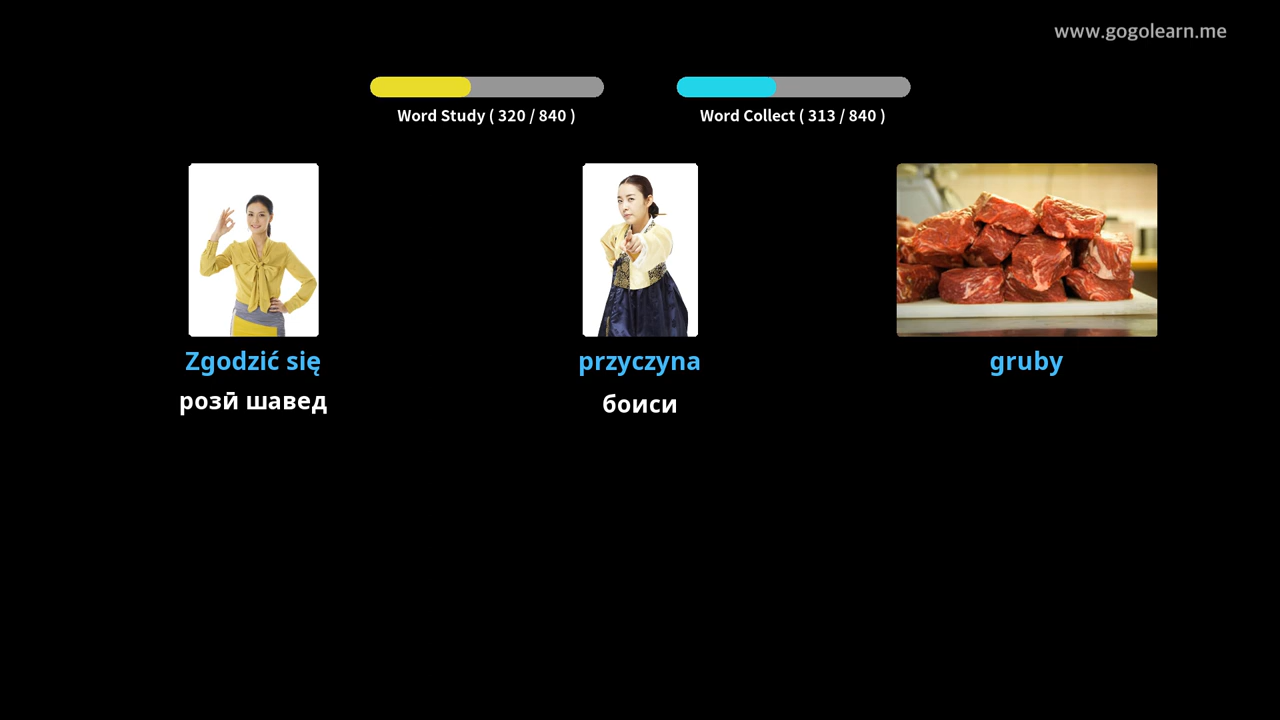 www.gogolearn.me
Word Study ( 320 / 840 )
Word Collect ( 313 / 840 )
Zgodzić się
przyczyna
gruby
розӣ шавед
боиси